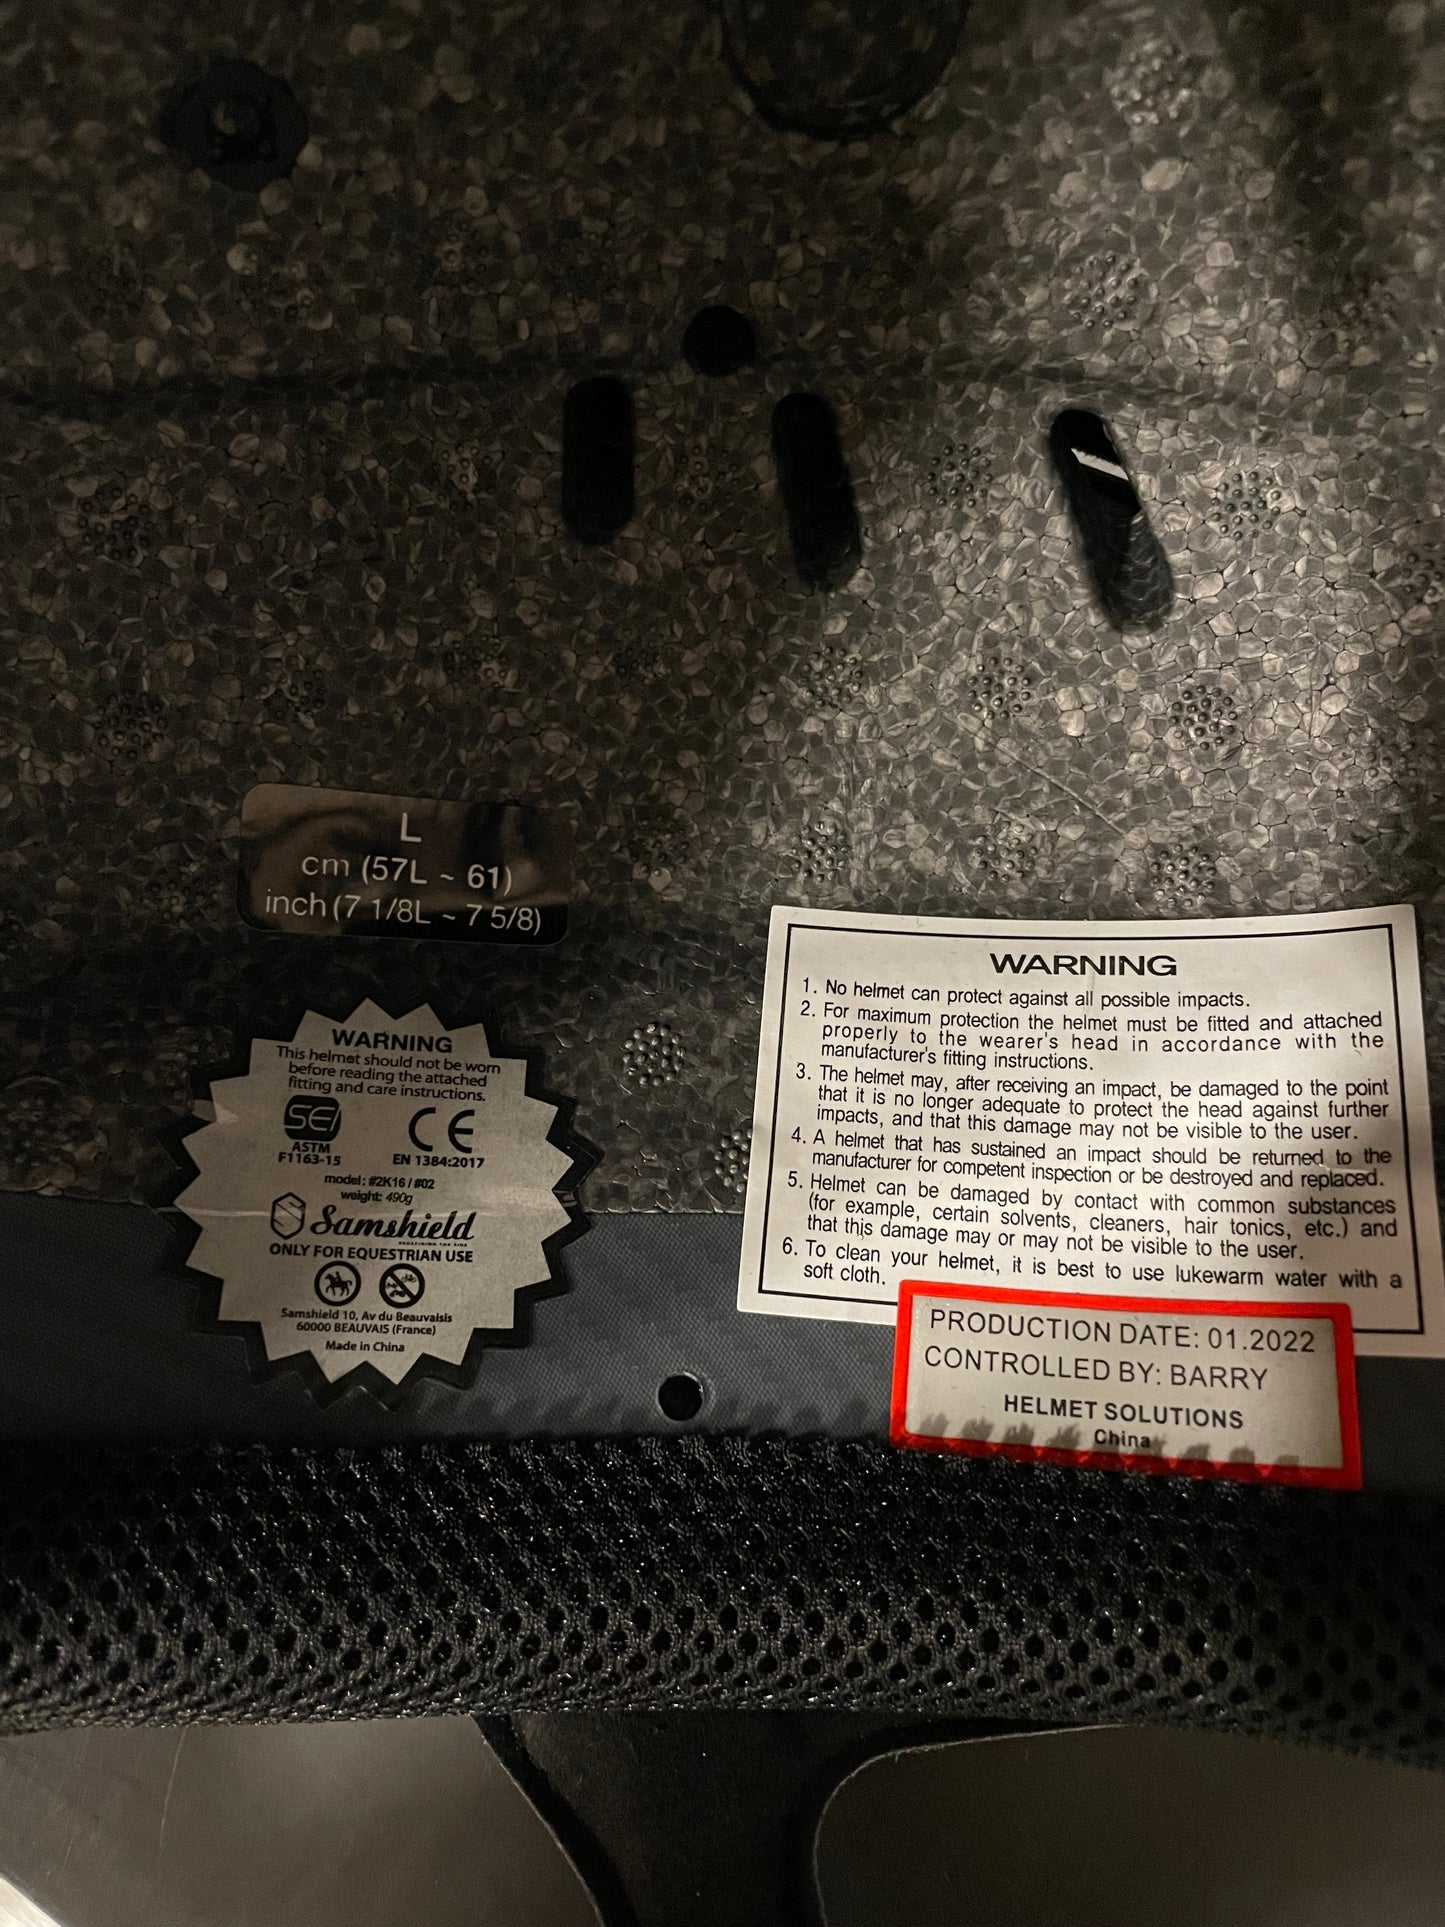 L
cm (57L ~ 61)
inch (7 1/8L ~ 7 5/8)
WARNING
This helmet should not be worn
before reading the attached
fitting and care instructions.
SEI
ASTM
F1163-15
CE
EN 1384:2017
model: #2K16 / #02
weight: 490g
Samshield
ONLY FOR EQUESTRIAN USE
Samshield 10, Av du Beauvaisis
60000 BEAUVAIS (France)
Made in China
WARNING
1. No helmet can protect against all possible impacts.
2. For maximum protection the helmet must be fitted and attached
properly to the wearer's head in accordance with the
manufacturer's fitting instructions.
3. The helmet may, after receiving an impact, be damaged to the point
that it is no longer adequate to protect the head against further
impacts, and that this damage may not be visible to the user.
4. A helmet that has sustained an impact should be returned to the
manufacturer for competent inspection or be destroyed and replaced.
5. Helmet can be damaged by contact with common substances
(for example, certain solvents, cleaners, hair tonics, etc.) and
that this damage may or may not be visible to the user.
6. To clean your helmet, it is best to use lukewarm water with a
soft cloth.
PRODUCTION DATE: 01.2022
CONTROLLED BY: BARRY
HELMET SOLUTIONS
China